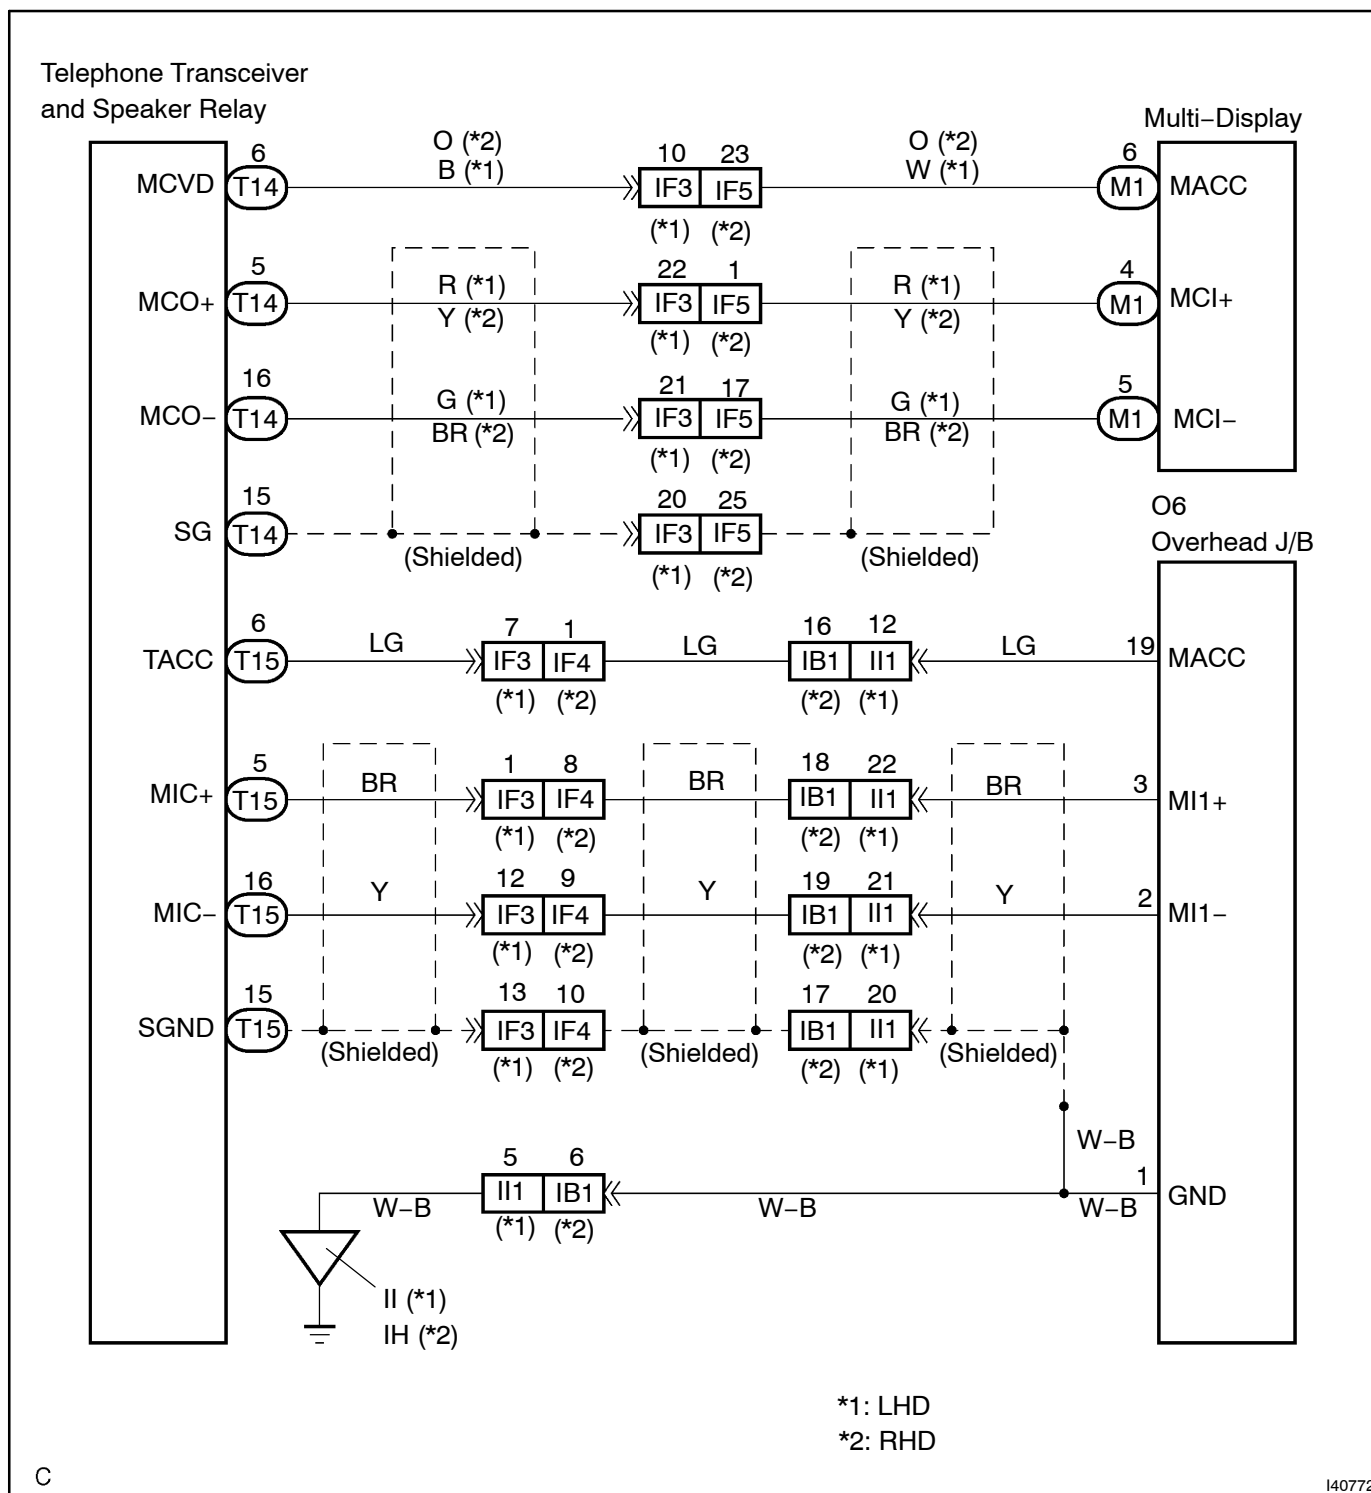 Telephone Transceiver
and Speaker Relay
Multi−Display
MCVD 6 T14 O (*2) 10 23 O (*2) 6 M1 MACC
B (*1) IF3 IF5 W (*1)
(*1) (*2)
MCO+ 5 T14 R (*1) 22 1 R (*1) 4 M1 MCI+
Y (*2) IF3 IF5 Y (*2)
(*1) (*2)
MCO− 16 T14 G (*1) 21 17 G (*1) 5 M1 MCI−
BR (*2) IF3 IF5 BR (*2)
(*1) (*2)
SG 15 T14 20 25
(Shielded) IF3 IF5 (Shielded)
(*1) (*2)
O6
Overhead J/B
TACC 6 T15 LG 7 1 LG 16 12 LG 19 MACC
IF3 IF4 IB1 II1
(*1) (*2) (*2) (*1)
MIC+ 5 T15 BR 1 8 BR 18 22 BR 3 MI1+
IF3 IF4 IB1 II1
(*1) (*2) (*2) (*1)
MIC− 16 T15 Y 12 9 Y 19 21 Y 2 MI1−
IF3 IF4 IB1 II1
(*1) (*2) (*2) (*1)
SGND 15 T15 13 10 17 20
(Shielded) IF3 IF4 (Shielded) IB1 II1 (Shielded)
(*1) (*2) (*2) (*1)
W−B
5 6 1
W−B II1 IB1 W−B W−B GND
(*1) (*2)
II (*1)
IH (*2)
*1: LHD
*2: RHD
C
I40772